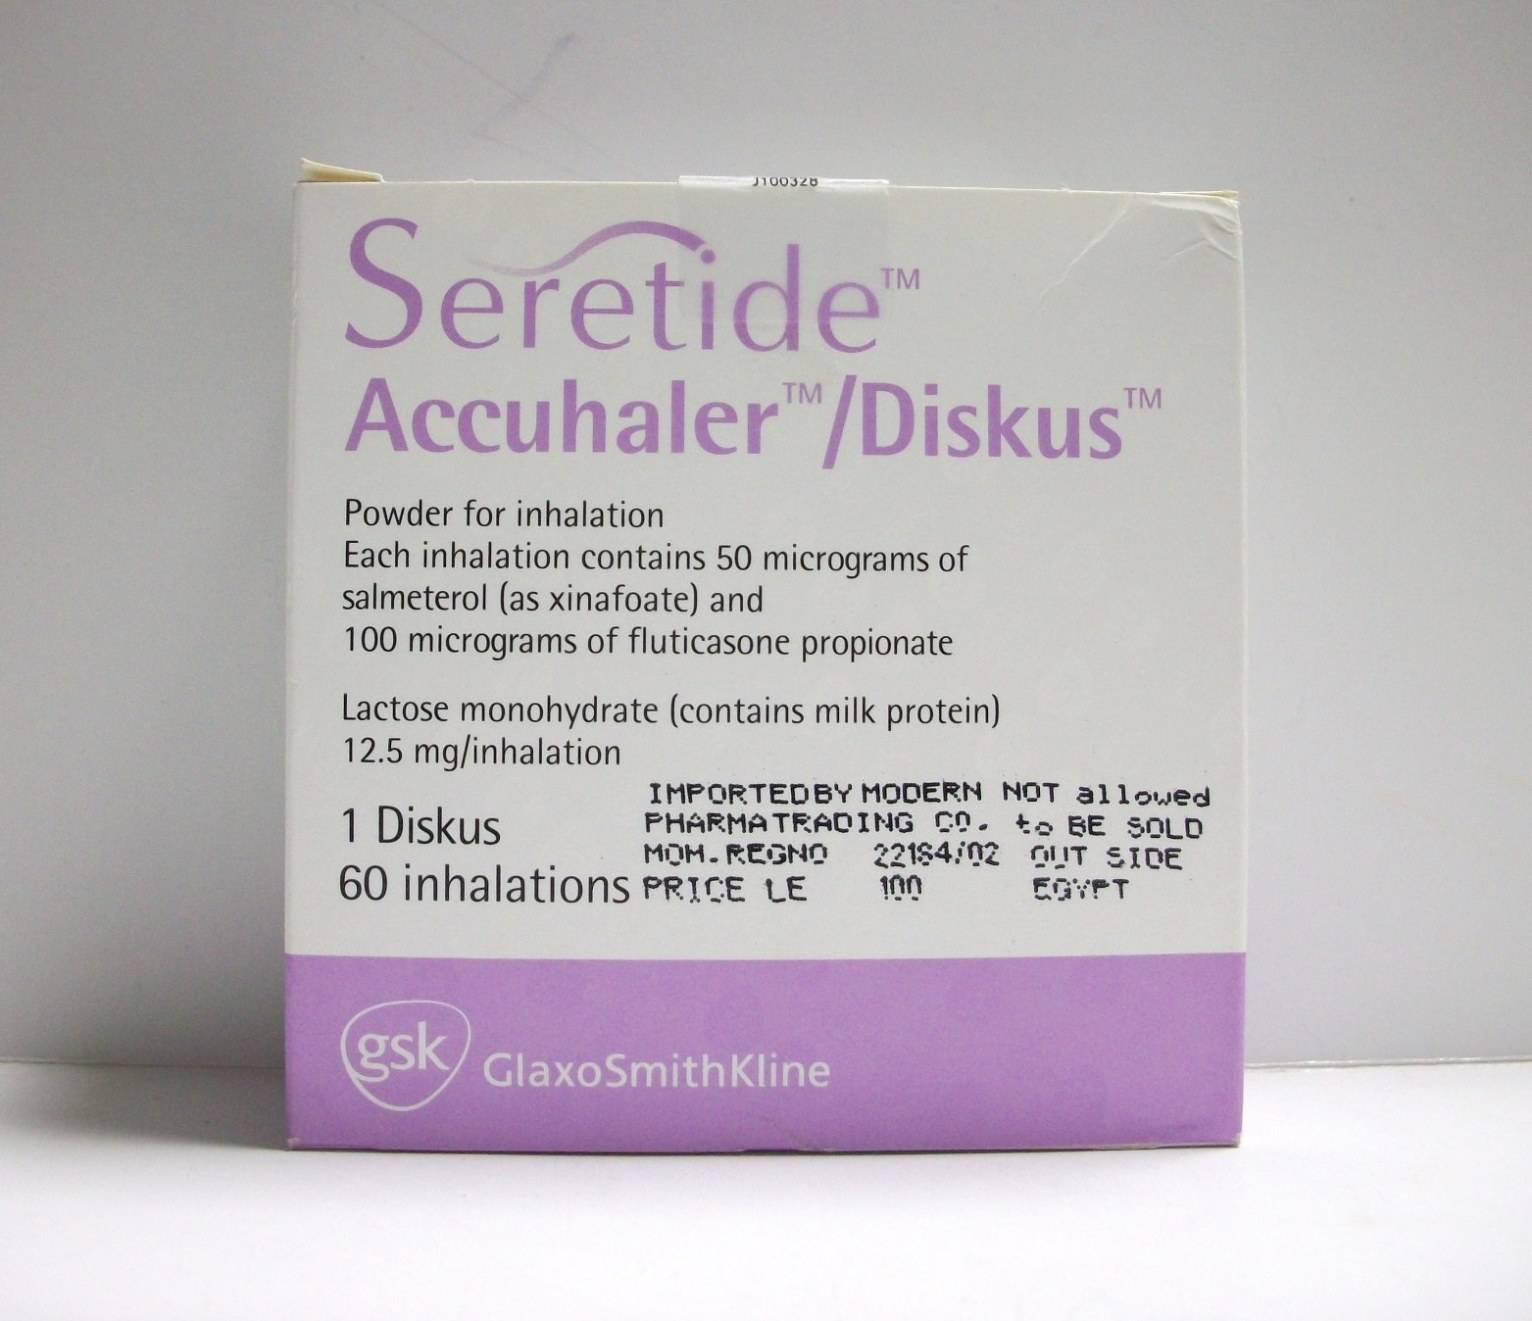 J100328
Seretide™
Accuhaler™/Diskus™
Powder for inhalation
Each inhalation contains 50 micrograms of
salmeterol (as xinafoate) and
100 micrograms of fluticasone propionate
Lactose monohydrate (contains milk protein)
12.5 mg/inhalation
1 Diskus
60 inhalations
IMPORTEDBY MODERN NOT allowed
PHARMATRADING CO. to BE SOLD
MOM.REGNO 22184/02 OUT SIDE
PRICE LE 100 EGYPT
gsk GlaxoSmithKline